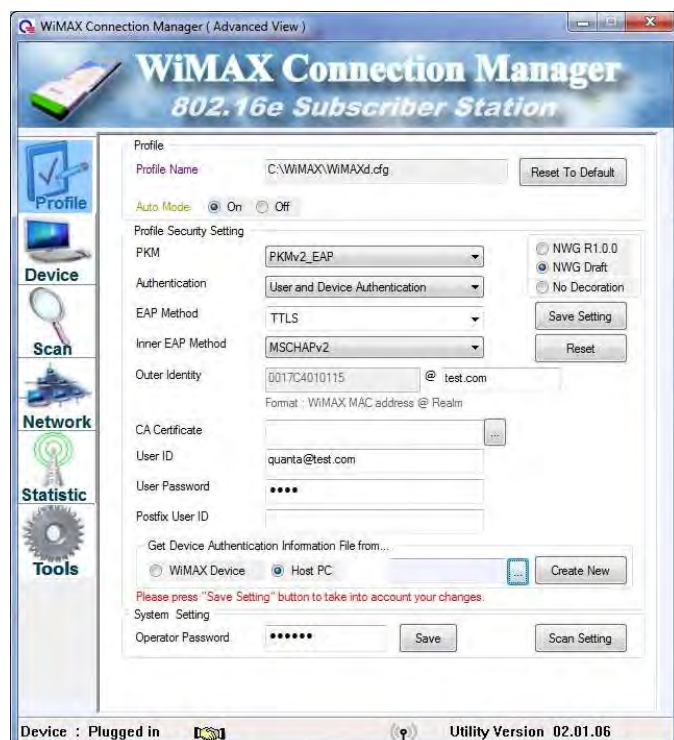 WiMAX Connection Manager ( Advanced View )
WiMAX Connection Manager
802.16e Subscriber Station
Profile
Device
Scan
Network
Statistic
Tools
Profile
Profile Name C:\WiMAX\WiMAXd.cfg Reset To Default
Auto Mode On Off
Profile Security Setting
PKM PKMv2_EAP NWG R1.0.0
NWG Draft
Authentication User and Device Authentication No Decoration
EAP Method TTLS Save Setting
Inner EAP Method MSCHAPv2 Reset
Outer Identity 0017C4010115 @ test.com
Format : WiMAX MAC address @ Realm
CA Certificate ...
User ID quanta@test.com
User Password ••••
Postfix User ID
Get Device Authentication Information File from...
WiMAX Device Host PC ... Create New
Please press "Save Setting" button to take into account your changes.
System Setting
Operator Password •••••• Save Scan Setting
Device : Plugged in Utility Version 02.01.06